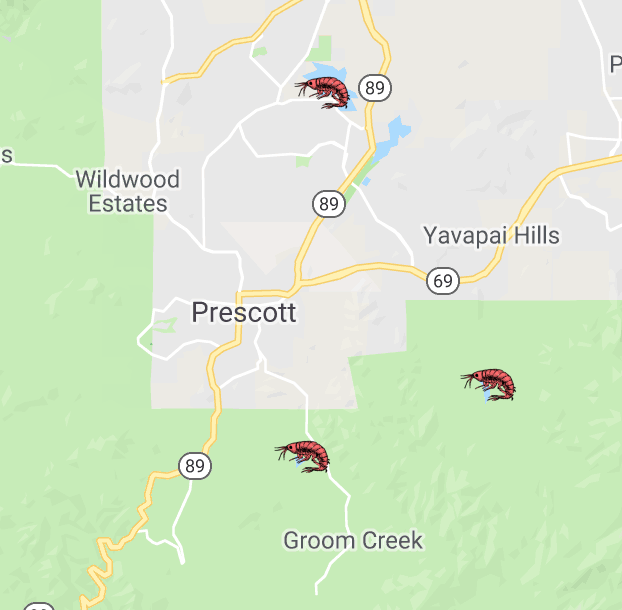 P
89
s
Wildwood
Estates
89
Yavapai Hills
69
Prescott
89
Groom Creek